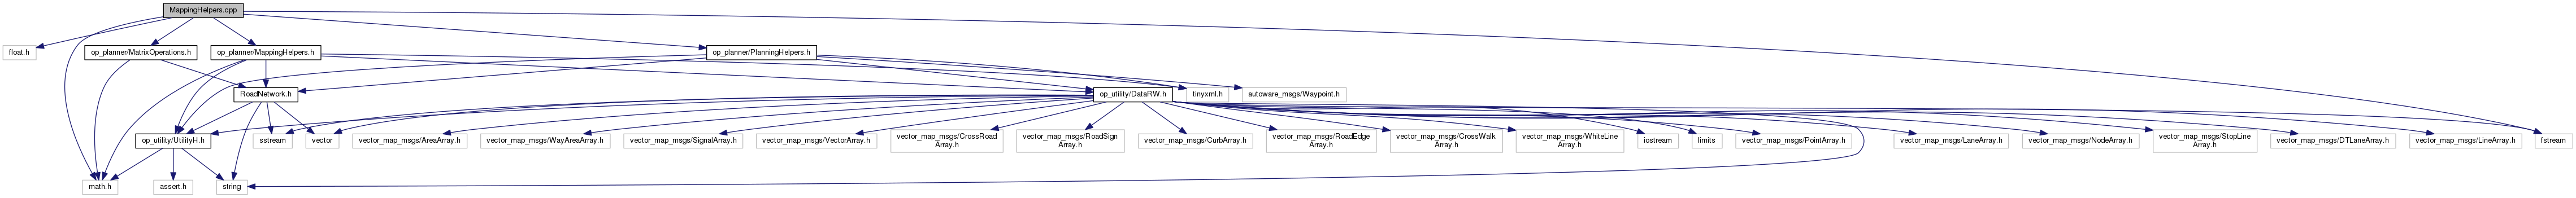 MappingHelpers.cpp
float.h
op_planner/MatrixOperations.h
op_planner/MappingHelpers.h
op_planner/PlanningHelpers.h
RoadNetwork.h
op_utility/DataRW.h
tinyxml.h
autoware_msgs/Waypoint.h
op_utility/UtilityH.h
sstream
vector
vector_map_msgs/AreaArray.h
vector_map_msgs/WayAreaArray.h
vector_map_msgs/SignalArray.h
vector_map_msgs/VectorArray.h
vector_map_msgs/CrossRoad
Array.h
vector_map_msgs/RoadSign
Array.h
vector_map_msgs/CurbArray.h
vector_map_msgs/RoadEdge
Array.h
vector_map_msgs/CrossWalk
Array.h
vector_map_msgs/WhiteLine
Array.h
iostream
limits
vector_map_msgs/PointArray.h
vector_map_msgs/LaneArray.h
vector_map_msgs/NodeArray.h
vector_map_msgs/StopLine
Array.h
vector_map_msgs/DTLaneArray.h
vector_map_msgs/LineArray.h
fstream
math.h
assert.h
string